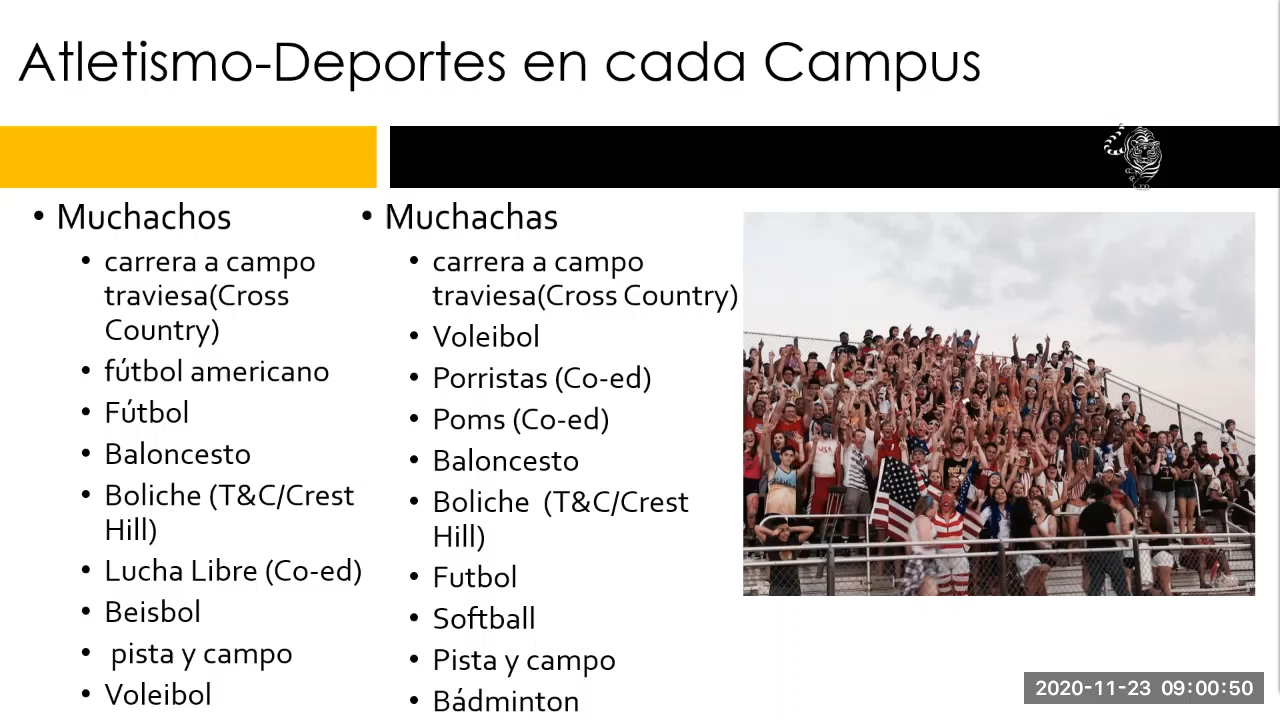 Atletismo-Deportes en cada Campus
• Muchachos
• carrera a campo
traviesa(Cross
Country)
• fútbol americano
• Fútbol
• Baloncesto
• Boliche (T&C/Crest
Hill)
• Lucha Libre (Co-ed)
• Beisbol
• pista y campo
• Voleibol
• Muchachas
• carrera a campo
traviesa(Cross Country)
• Voleibol
• Porristas (Co-ed)
• Poms (Co-ed)
• Baloncesto
• Boliche (T&C/Crest
Hill)
• Futbol
• Softball
• Pista y campo
• Bádminton
2020-11-23 09:00:50